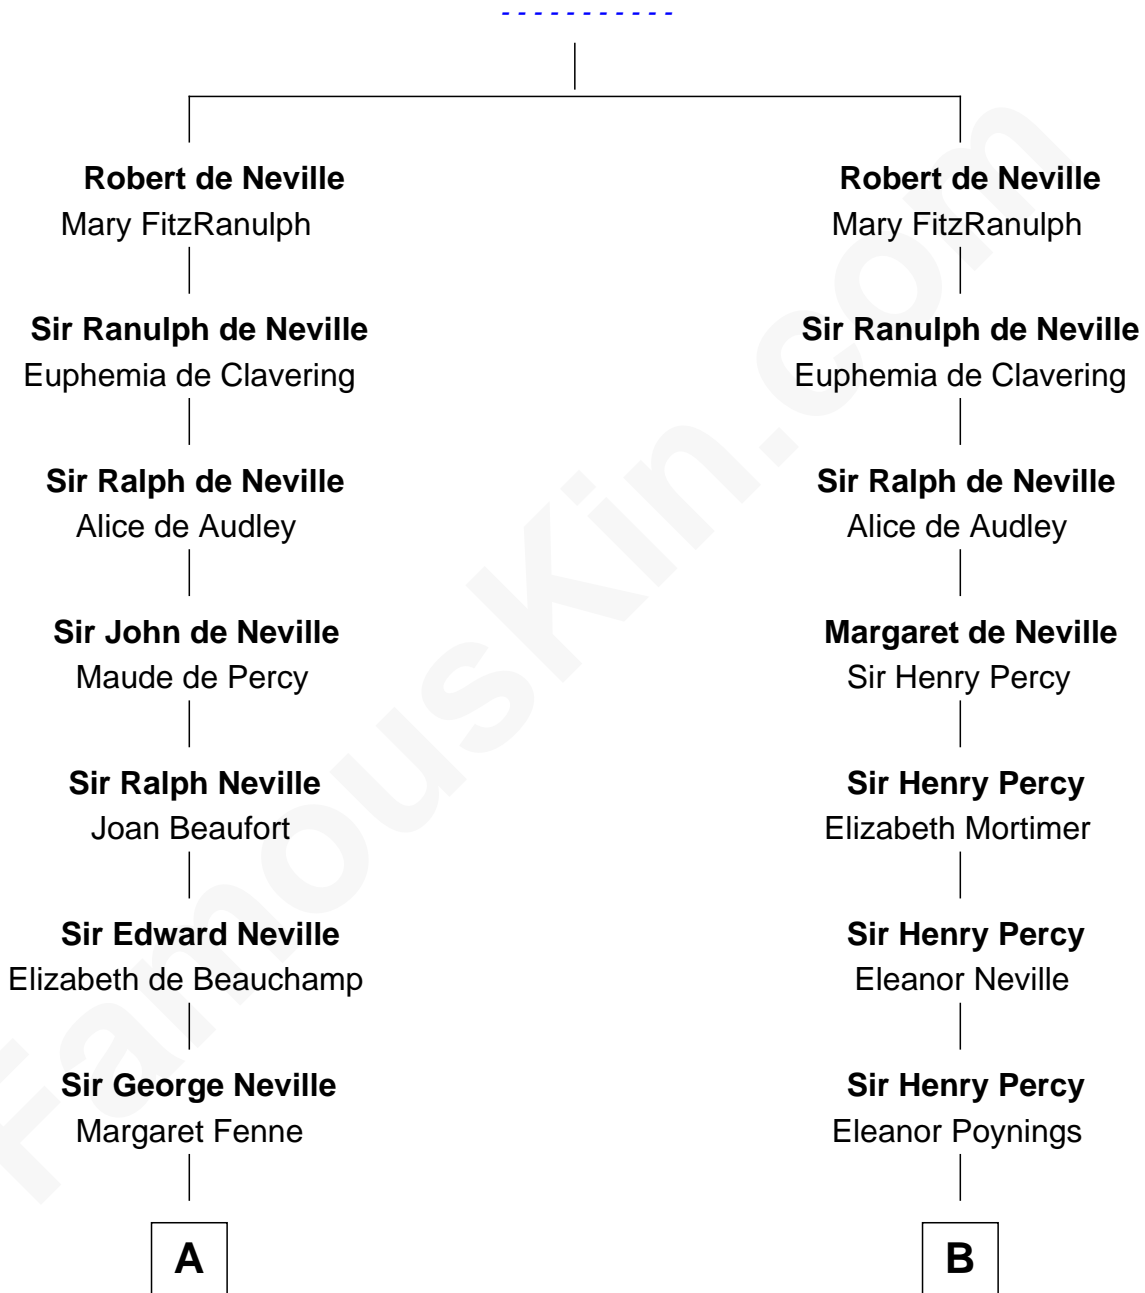 - - - - - - - - - - -
Robert de Neville
Mary FitzRanulph
Sir Ranulph de Neville
Euphemia de Clavering
Sir Ralph de Neville
Alice de Audley
Sir John de Neville
Maude de Percy
Sir Ralph Neville
Joan Beaufort
Sir Edward Neville
Elizabeth de Beauchamp
Sir George Neville
Margaret Fenne
A
Robert de Neville
Mary FitzRanulph
Sir Ranulph de Neville
Euphemia de Clavering
Sir Ralph de Neville
Alice de Audley
Margaret de Neville
Sir Henry Percy
Sir Henry Percy
Elizabeth Mortimer
Sir Henry Percy
Eleanor Neville
Sir Henry Percy
Eleanor Poynings
B
FamousKin.com